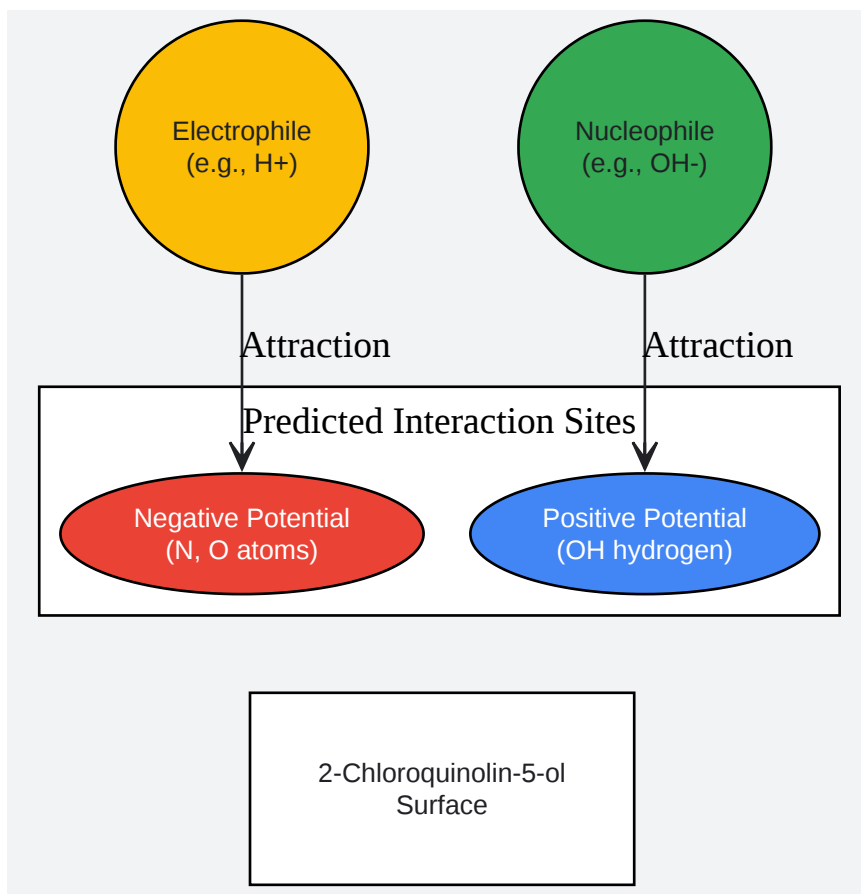 Electrophile
(e.g., H+)
Nucleophile
(e.g., OH-)
Attraction
Attraction
Predicted Interaction Sites
Negative Potential
(N, O atoms)
Positive Potential
(OH hydrogen)
2-Chloroquinolin-5-ol
Surface